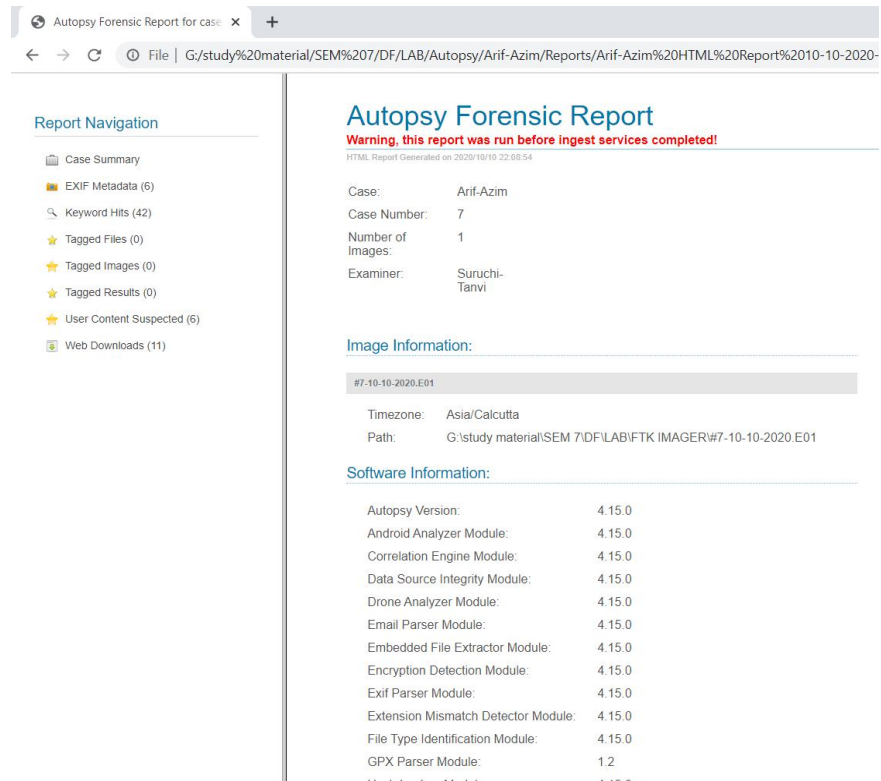 Autopsy Forensic Report for case
File | G:/study%20material/SEM%207/DF/LAB/Autopsy/Arif-Azim/Reports/Arif-Azim%20HTML%20Report%2010-10-2020-
Report Navigation
Case Summary
EXIF Metadata (6)
Keyword Hits (42)
Tagged Files (0)
Tagged Images (0)
Tagged Results (0)
User Content Suspected (6)
Web Downloads (11)
Autopsy Forensic Report
Warning, this report was run before ingest services completed!
HTML Report Generated on 2020/10/10 22:08:54
Case: Arif-Azim
Case Number: 7
Number of Images: 1
Examiner: Suruchi-Tanvi
Image Information:
#7-10-10-2020.E01
Timezone: Asia/Calcutta
Path: G:\study material\SEM 7\DF\LAB\FTK IMAGER\#7-10-10-2020.E01
Software Information:
Autopsy Version: 4.15.0
Android Analyzer Module: 4.15.0
Correlation Engine Module: 4.15.0
Data Source Integrity Module: 4.15.0
Drone Analyzer Module: 4.15.0
Email Parser Module: 4.15.0
Embedded File Extractor Module: 4.15.0
Encryption Detection Module: 4.15.0
Exif Parser Module: 4.15.0
Extension Mismatch Detector Module: 4.15.0
File Type Identification Module: 4.15.0
GPX Parser Module: 1.2